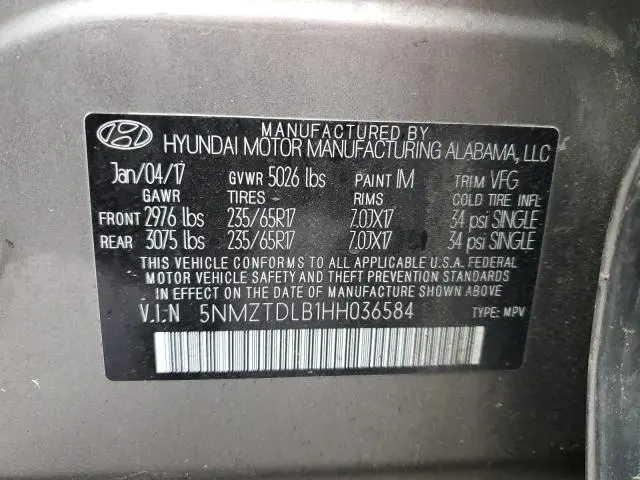 MANUFACTURED BY
HYUNDAI MOTOR MANUFACTURING ALABAMA, LLC
Jan/04/17 GVWR 5026 lbs PAINT IM TRIM VFG
GAWR TIRES RIMS COLD TIRE INFL
FRONT 2976 lbs 235/65R17 7.0JX17 34 psi SINGLE
REAR 3075 lbs 235/65R17 7.0JX17 34 psi SINGLE
THIS VEHICLE CONFORMS TO ALL APPLICABLE U.S.A. FEDERAL
MOTOR VEHICLE SAFETY AND THEFT PREVENTION STANDARDS
IN EFFECT ON THE DATE OF MANUFACTURE SHOWN ABOVE
V.I.N 5NMZTDLB1HH036584 TYPE: MPV